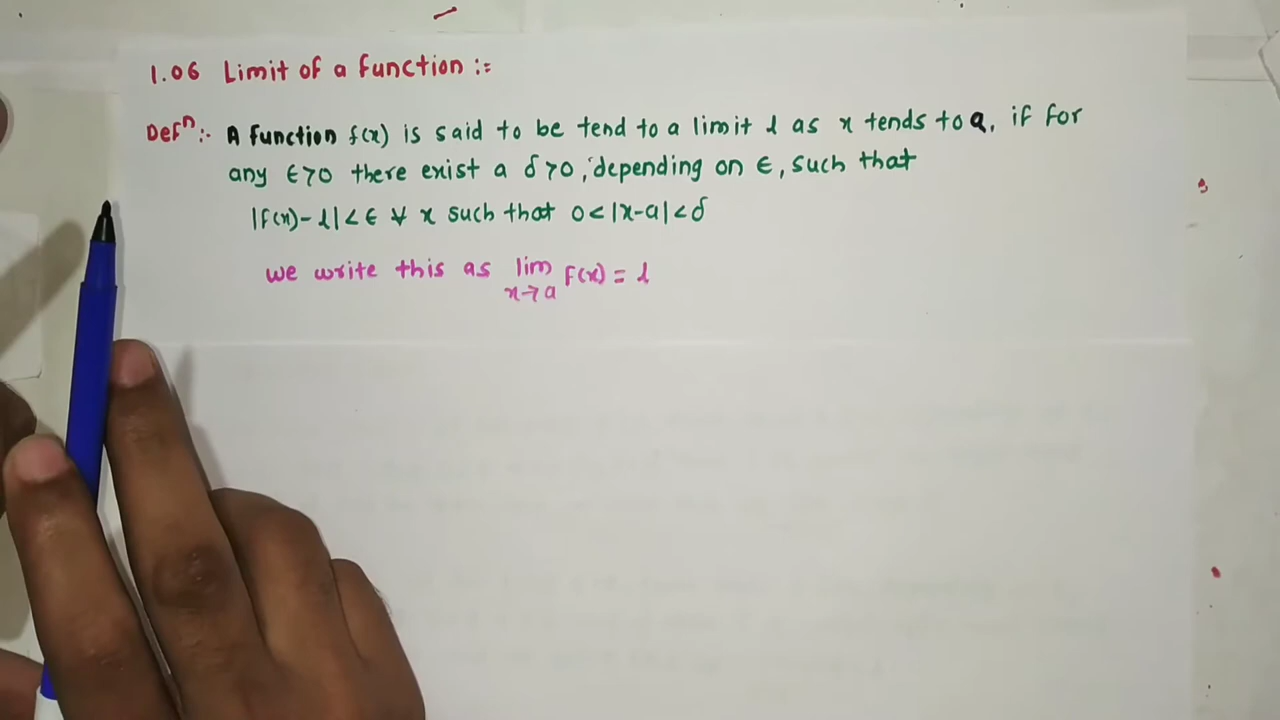 1.06 Limit of a function :=
Defⁿ:- A function f(x) is said to be tend to a limit l as x tends to a, if for
any ϵ>0 there exist a δ>0, depending on ϵ, such that
|f(x)-l|<ϵ ∀ x such that 0<|x-a|<δ
we write this as lim f(x) = l
x→a